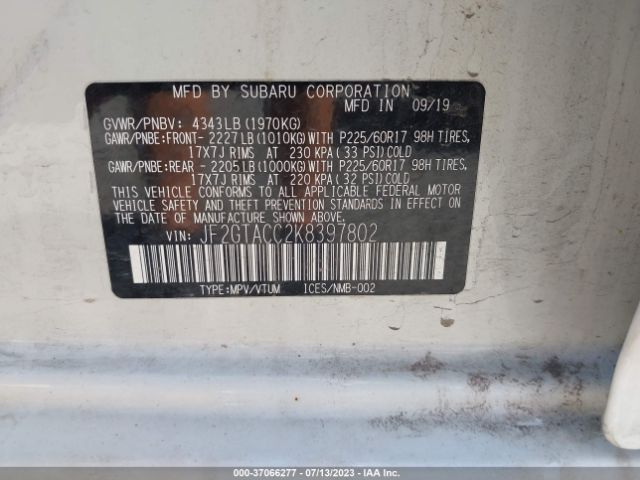 MFD BY SUBARU CORPORATION
MFD IN 09/19
GVWR/PNBV: 4343LB(1970KG)
GAWR/PNBE:FRONT- 2227LB(1010KG)WITH P225/60R17 98H TIRES,
17X7J RIMS AT 230 KPA(33 PSI)COLD
GAWR/PNBE:REAR - 2205LB(1000KG)WITH P225/60R17 98H TIRES,
17X7J RIMS AT 220 KPA(32 PSI)COLD
THIS VEHICLE CONFORMS TO ALL APPLICABLE FEDERAL MOTOR
VEHICLE SAFETY AND THEFT PREVENTION STANDARDS IN EFFECT
ON THE DATE OF MANUFACTURE SHOWN ABOVE.
VIN: JF2GTACC2K8397802
TYPE:MPV/VTUM ICES/NMB-002
000-37066277 - 07/13/2023 - IAA Inc.